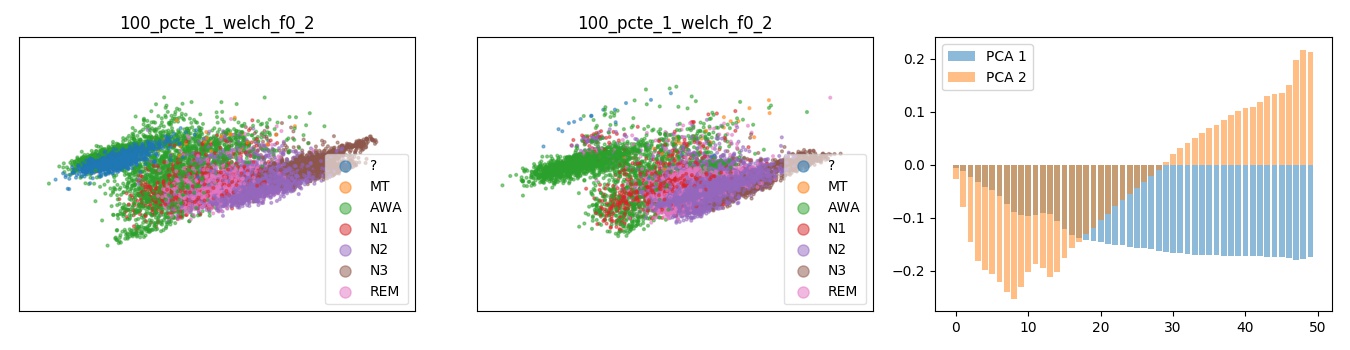 100_pcte_1_welch_f0_2
?
MT
AWA
N1
N2
N3
REM
100_pcte_1_welch_f0_2
?
MT
AWA
N1
N2
N3
REM
PCA 1
PCA 2
0.2
0.1
0.0
−0.1
−0.2
0 10 20 30 40 50